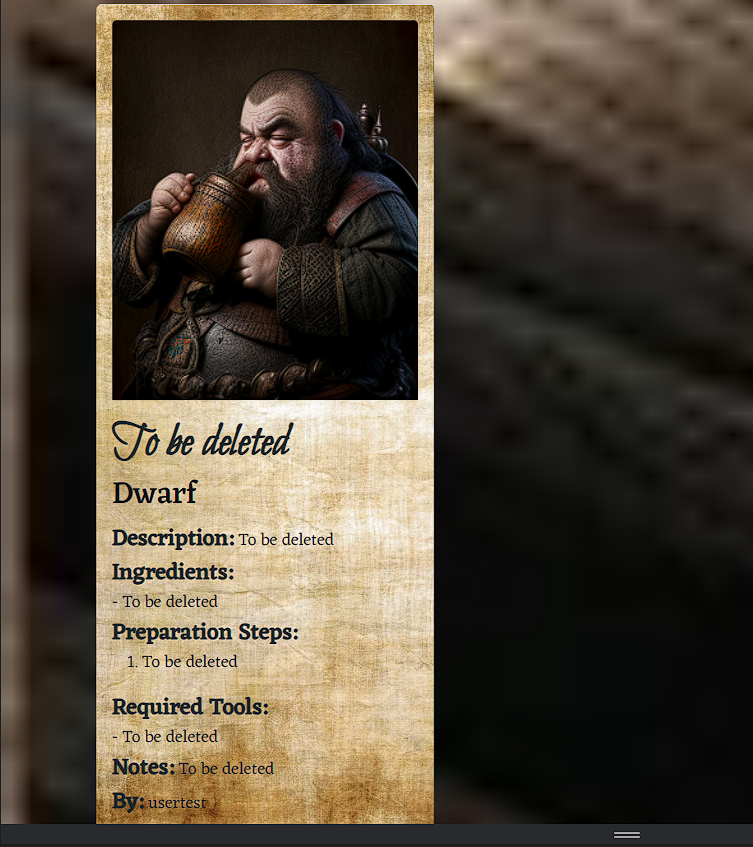 To be deleted
Dwarf
Description: To be deleted
Ingredients:
- To be deleted
Preparation Steps:
1. To be deleted
Required Tools:
- To be deleted
Notes: To be deleted
By: usertest